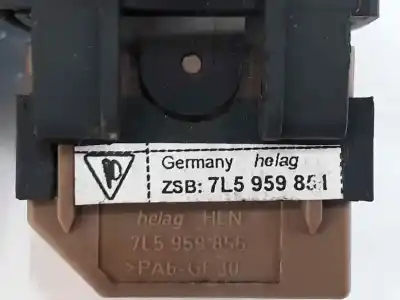 Germany helag
ZSB: 7L5 959 851
helag HLN
7L5 959 855
>PA6-GF30